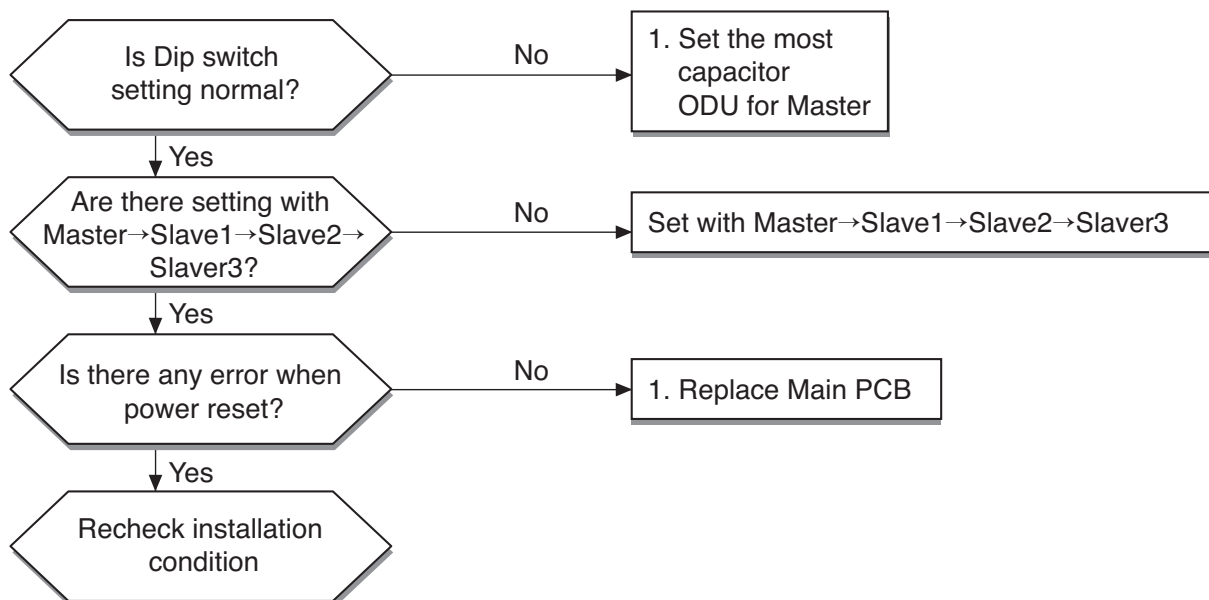 Is Dip switch
setting normal?
No
1. Set the most
capacitor
ODU for Master
Yes
Are there setting with
Master→Slave1→Slave2→
Slaver3?
No
Set with Master→Slave1→Slave2→Slaver3
Yes
Is there any error when
power reset?
No
1. Replace Main PCB
Yes
Recheck installation
condition